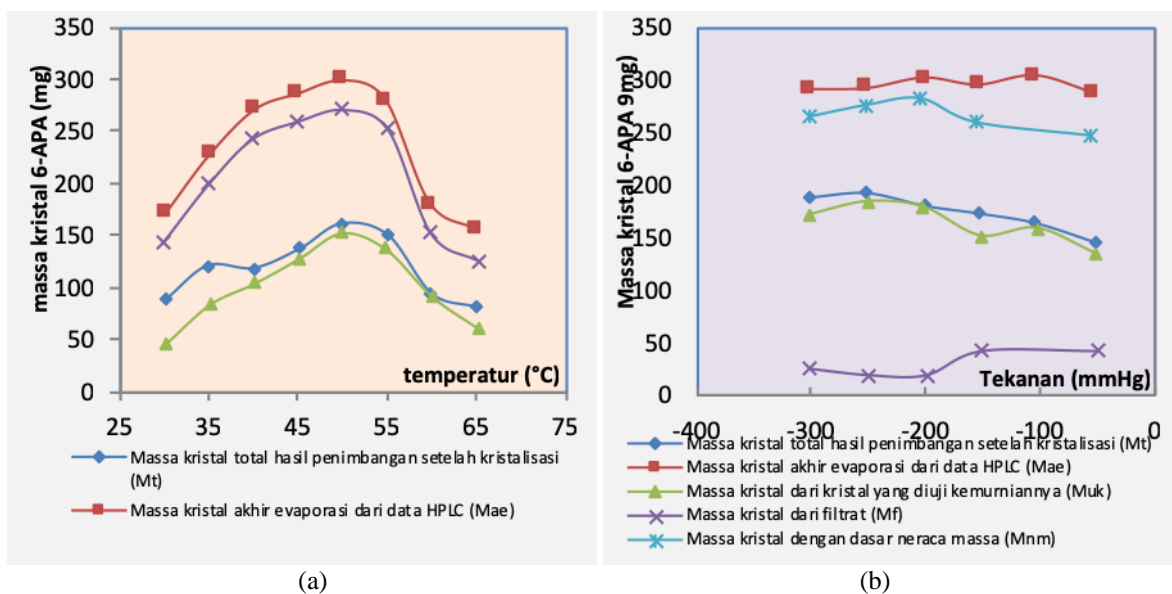 massa kristal 6-APA (mg)
350
300
250
200
150
100
50
0
temperatur (°C)
25 35 45 55 65 75
Massa kristal total hasil penimbangan setelah kristalisasi
(Mt)
Massa kristal akhir evaporasi dari data HPLC (Mae)
(a)
Massa kristal 6-APA 9mg)
350
300
250
200
150
100
50
0
Tekanan (mmHg)
-400 -300 -200 -100 0
Massa kristal total hasil penimbangan setelah kristalisasi (Mt)
Massa kristal akhir evaporasi dari data HPLC (Mae)
Massa kristal dari kristal yang diuji kemurniannya (Muk)
Massa kristal dari filtrat (Mf)
Massa kristal dengan dasar neraca massa (Mnm)
(b)